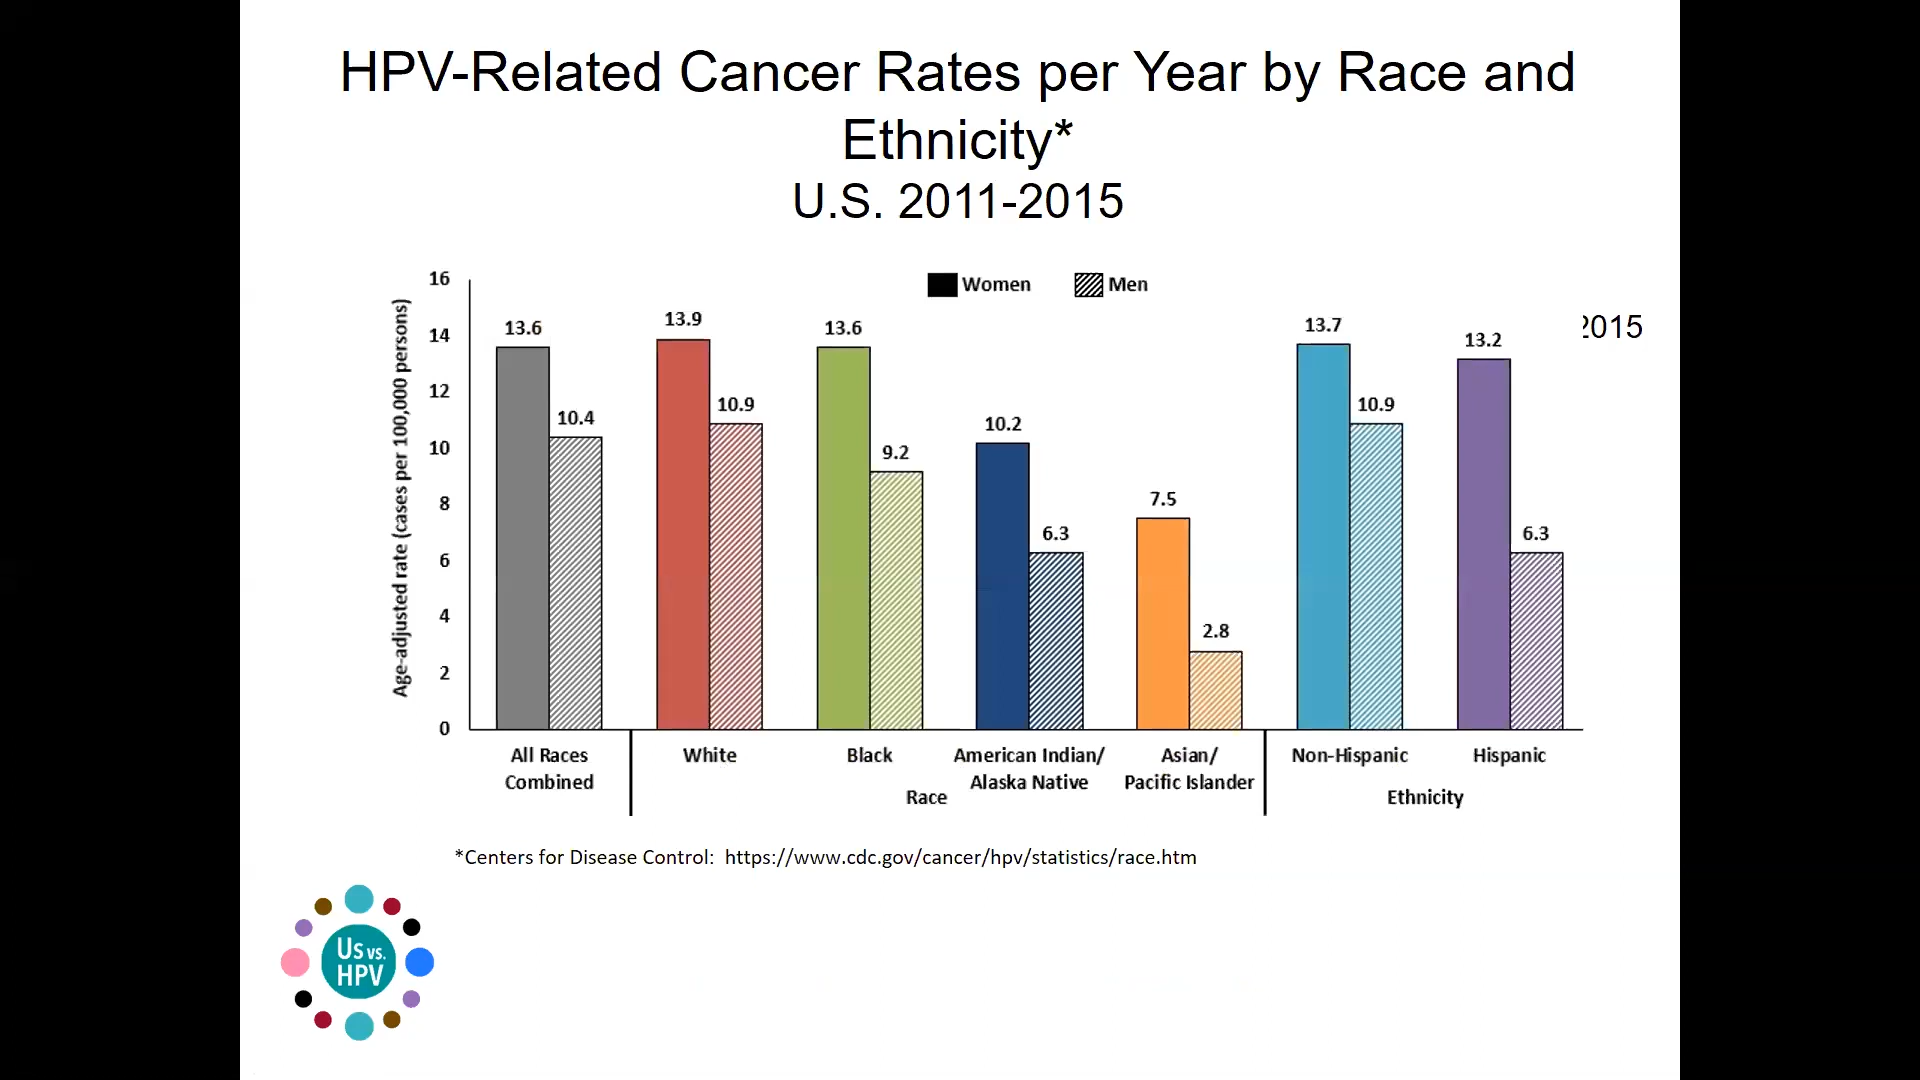 HPV-Related Cancer Rates per Year by Race and
Ethnicity*
U.S. 2011-2015
2015
Women
Men
Age-adjusted rate (cases per 100,000 persons)
16
14
12
10
8
6
4
2
0
13.6
10.4
13.9
10.9
13.6
9.2
10.2
6.3
7.5
2.8
13.7
10.9
13.2
6.3
All Races
Combined
White
Black
American Indian/
Alaska Native
Asian/
Pacific Islander
Non-Hispanic
Hispanic
Race
Ethnicity
*Centers for Disease Control:  https://www.cdc.gov/cancer/hpv/statistics/race.htm
Us vs.
HPV